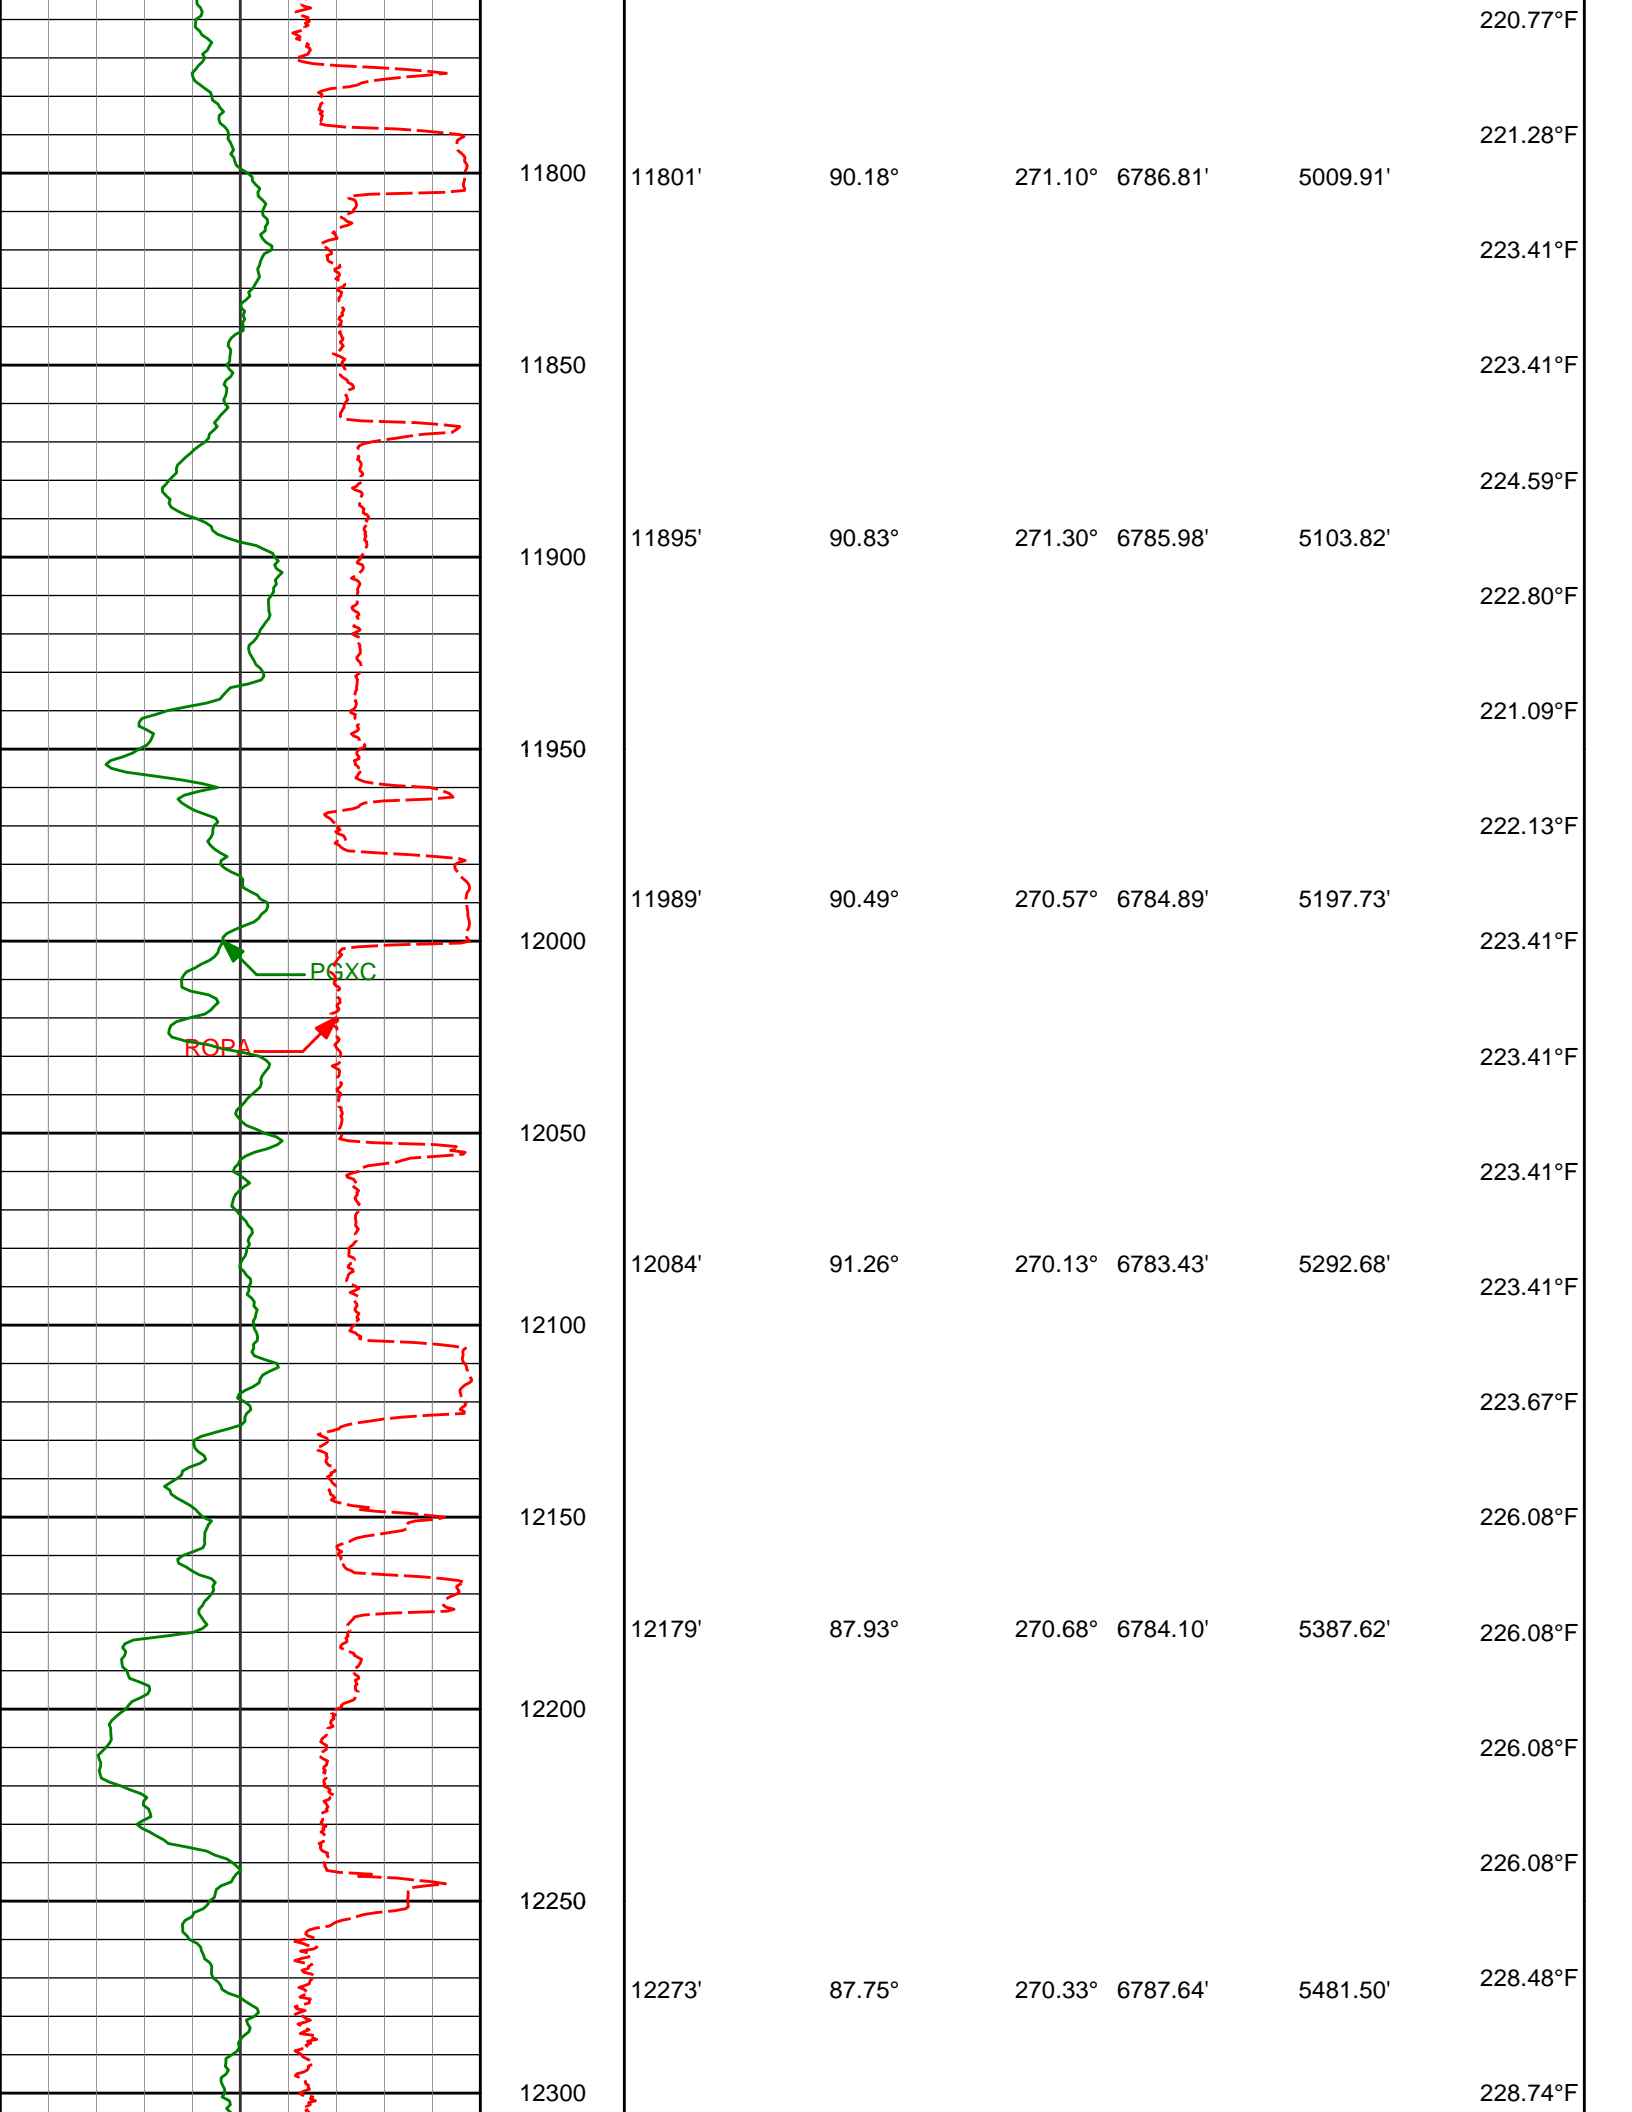 220.77°F
221.28°F
11800 11801' 90.18° 271.10° 6786.81' 5009.91'
223.41°F
11850 223.41°F
224.59°F
11895' 90.83° 271.30° 6785.98' 5103.82'
11900
222.80°F
221.09°F
11950
222.13°F
11989' 90.49° 270.57° 6784.89' 5197.73'
12000 223.41°F
PGXC
ROPA
223.41°F
12050
223.41°F
12084' 91.26° 270.13° 6783.43' 5292.68'
223.41°F
12100
223.67°F
12150 226.08°F
12179' 87.93° 270.68° 6784.10' 5387.62' 226.08°F
12200
226.08°F
226.08°F
12250
228.48°F
12273' 87.75° 270.33° 6787.64' 5481.50'
12300 228.74°F